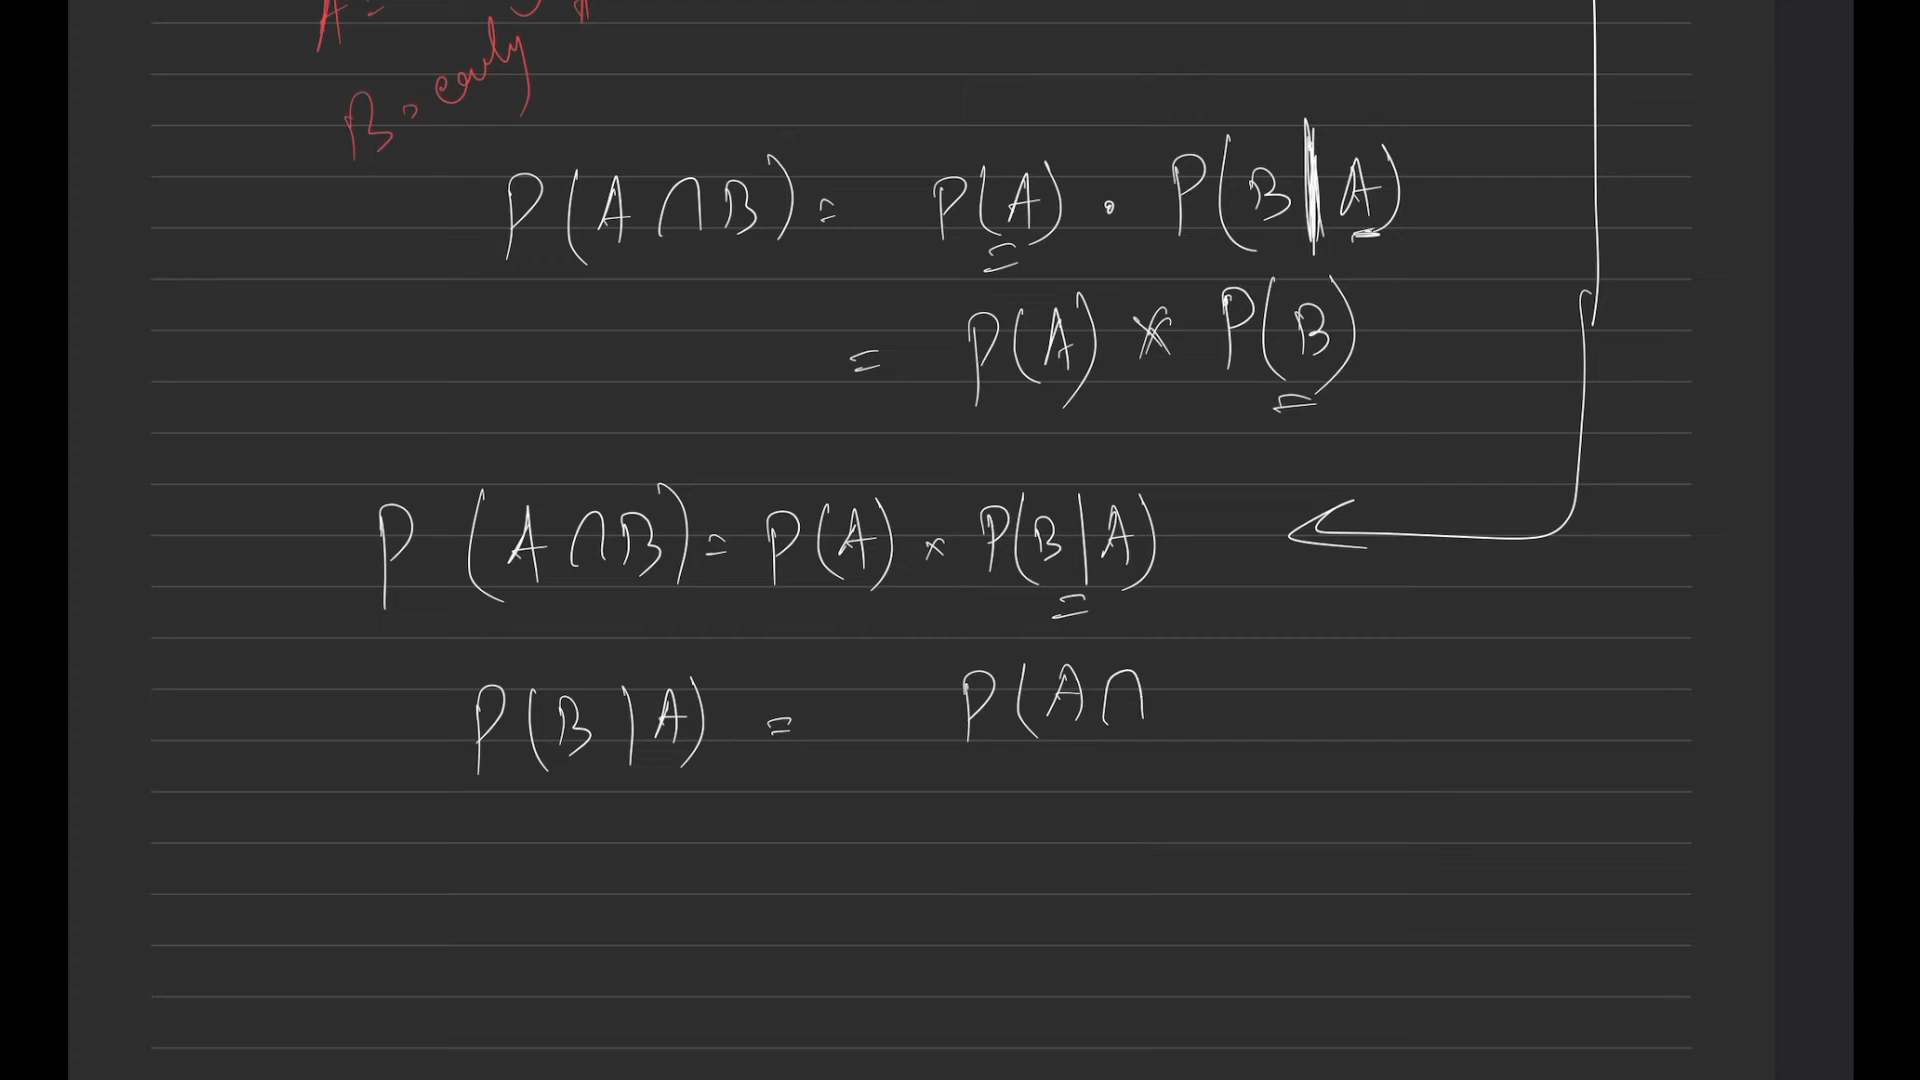 A =
B = early
P(A ∩ B) = P(A) . P(B | A)
= P(A) × P(B)
P (A ∩ B) = P(A) × P(B | A)
P(B | A) = P(A ∩